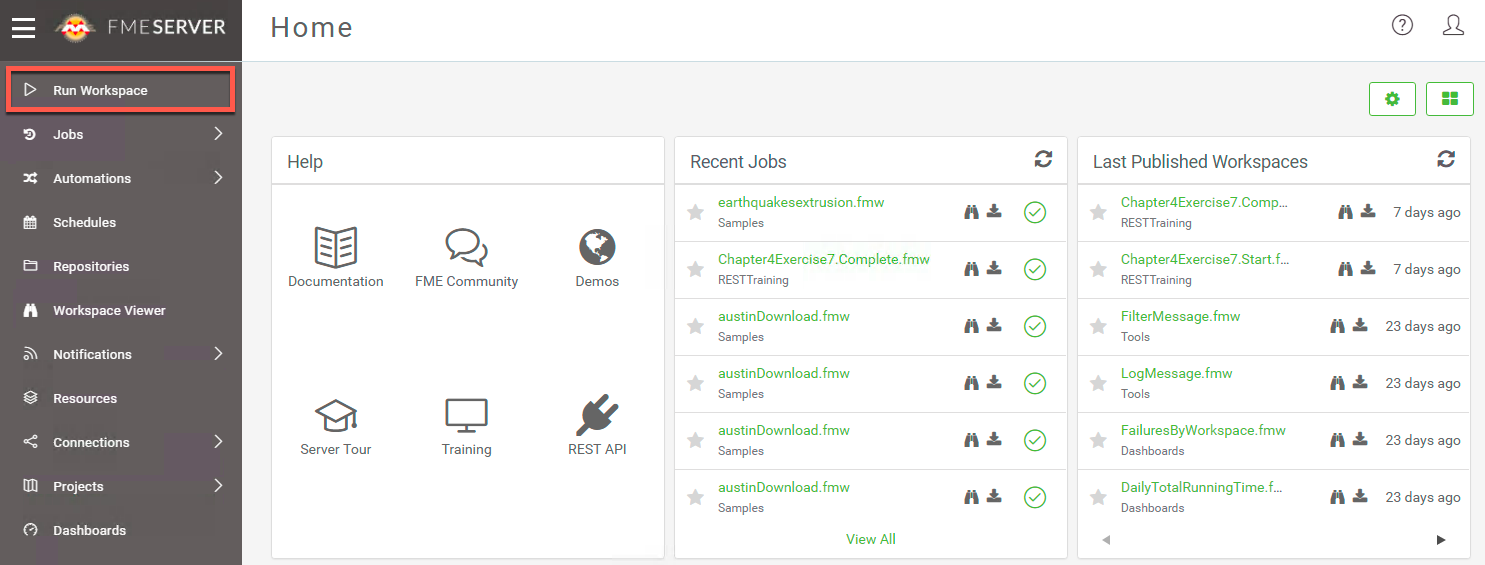 FMESERVER
Home
Run Workspace
Jobs
Automations
Schedules
Repositories
Workspace Viewer
Notifications
Resources
Connections
Projects
Dashboards
Help
Documentation
FME Community
Demos
Server Tour
Training
REST API
Recent Jobs
earthquakesextrusion.fmw
Samples
Chapter4Exercise7.Complete.fmw
RESTTraining
austinDownload.fmw
Samples
austinDownload.fmw
Samples
austinDownload.fmw
Samples
austinDownload.fmw
Samples
View All
Last Published Workspaces
Chapter4Exercise7.Comp... 7 days ago
RESTTraining
Chapter4Exercise7.Start.f... 7 days ago
RESTTraining
FilterMessage.fmw 23 days ago
Tools
LogMessage.fmw 23 days ago
Tools
FailuresByWorkspace.fmw 23 days ago
Dashboards
DailyTotalRunningTime.f... 23 days ago
Dashboards